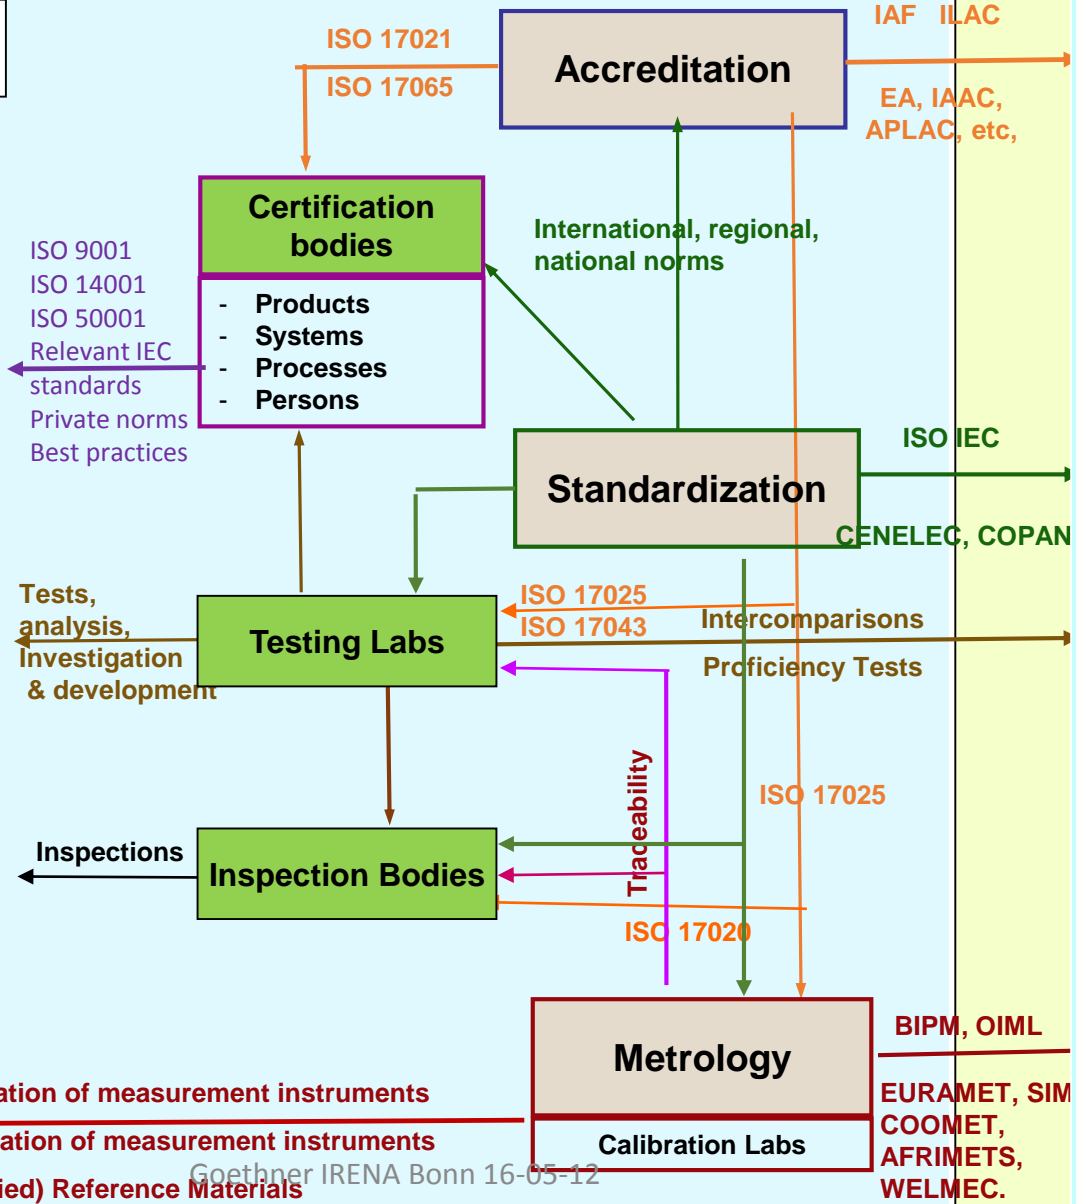 IAF ILAC
ISO 17021
Accreditation
ISO 17065
EA, IAAC,
APLAC, etc,
Certification
bodies
International, regional,
national norms
ISO 9001
ISO 14001
ISO 50001
Relevant IEC
standards
Private norms
Best practices
- Products
- Systems
- Processes
- Persons
ISO IEC
Standardization
CENELEC, COPAN
Tests,
analysis,
Investigation
& development
Testing Labs
ISO 17025
ISO 17043
Intercomparisons
Proficiency Tests
Traceability
ISO 17025
Inspections
Inspection Bodies
ISO 17020
BIPM, OIML
Metrology
Calibration Labs
EURAMET, SIM
COOMET,
AFRIMETS,
WELMEC.
ation of measurement instruments
ation of measurement instruments
Goethner IRENA Bonn 16-05-12
ied) Reference Materials